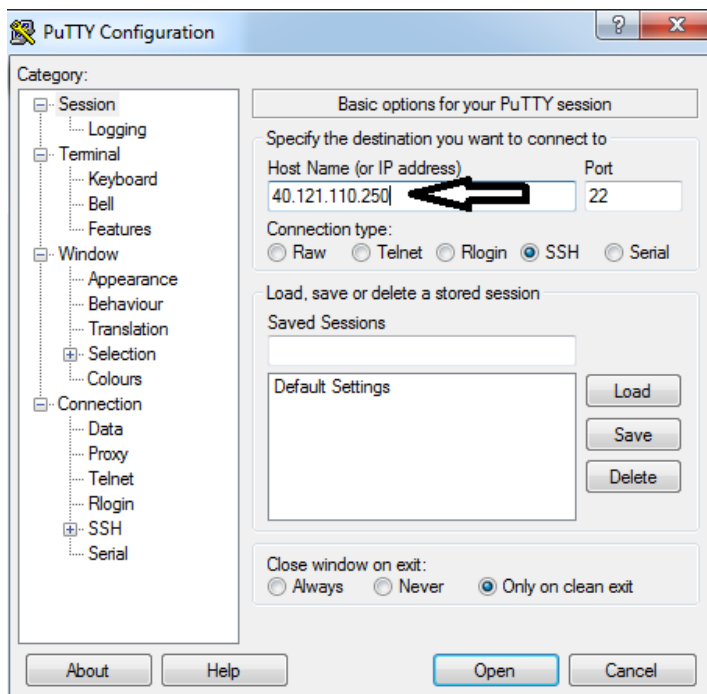 PuTTY Configuration
Category:
Session
Logging
Terminal
Keyboard
Bell
Features
Window
Appearance
Behaviour
Translation
Selection
Colours
Connection
Data
Proxy
Telnet
Rlogin
SSH
Serial
Basic options for your PuTTY session
Specify the destination you want to connect to
Host Name (or IP address) Port
40.121.110.250 22
Connection type:
Raw Telnet Rlogin SSH Serial
Load, save or delete a stored session
Saved Sessions
Default Settings
Load
Save
Delete
Close window on exit:
Always Never Only on clean exit
About Help Open Cancel